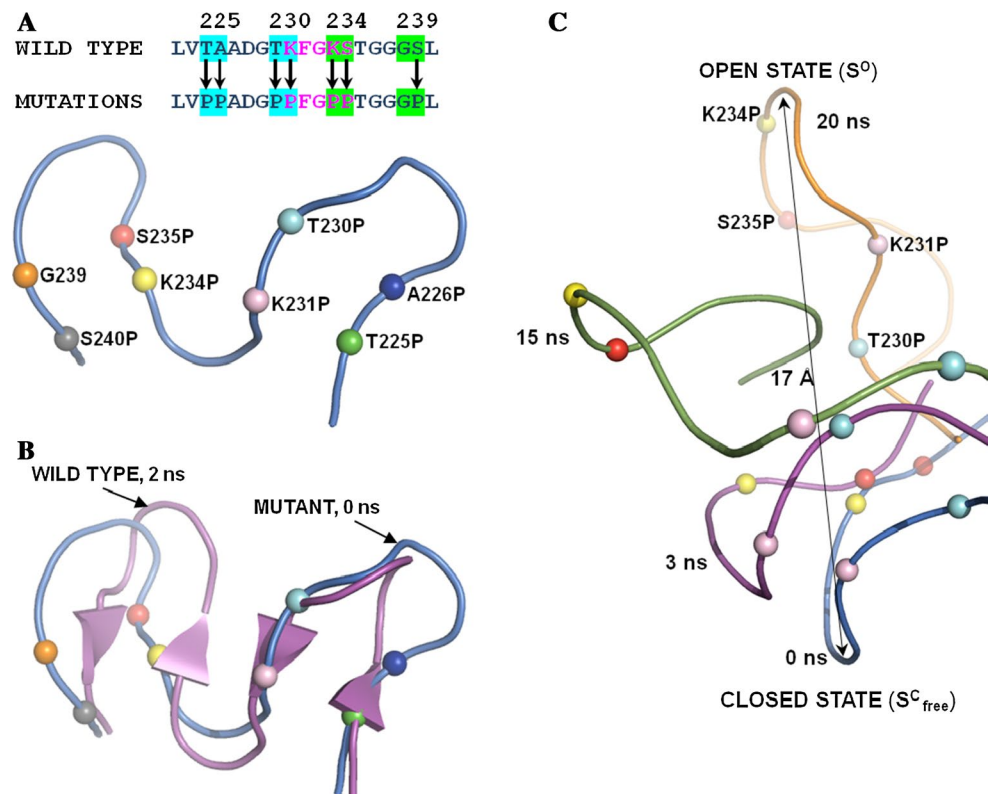 A
225 230 234 239
WILD TYPE LVTAADGTKFGKSTGGGSL
MUTATIONS LVPPADGPPFGPPTGGGPL
S235P
T230P
G239
K234P
K231P
A226P
S240P
T225P
B
WILD TYPE, 2 ns
MUTANT, 0 ns
C
OPEN STATE (Sᴼ)
K234P
20 ns
S235P
K231P
15 ns
T230P
17 Å
3 ns
0 ns
CLOSED STATE (Sᶜfree)